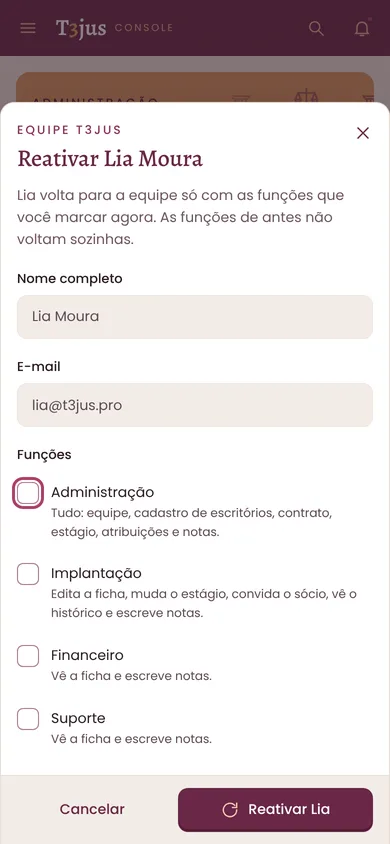 T3jus CONSOLE
ADMINISTRAÇÃO
EQUIPE T3JUS
Reativar Lia Moura
Lia volta para a equipe só com as funções que
você marcar agora. As funções de antes não
voltam sozinhas.
Nome completo
Lia Moura
E-mail
lia@t3jus.pro
Funções
Administração
Tudo: equipe, cadastro de escritórios, contrato,
estágio, atribuições e notas.
Implantação
Edita a ficha, muda o estágio, convida o sócio, vê o
histórico e escreve notas.
Financeiro
Vê a ficha e escreve notas.
Suporte
Vê a ficha e escreve notas.
Cancelar
Reativar Lia